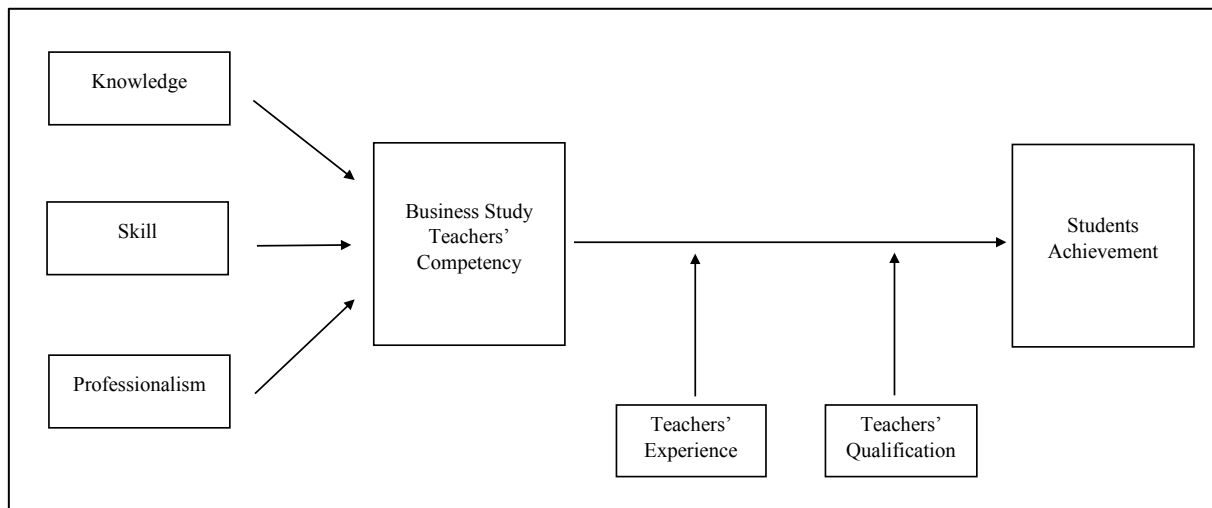 Knowledge
Skill
Professionalism
Business Study
Teachers’
Competency
Teachers’
Experience
Teachers’
Qualification
Students
Achievement